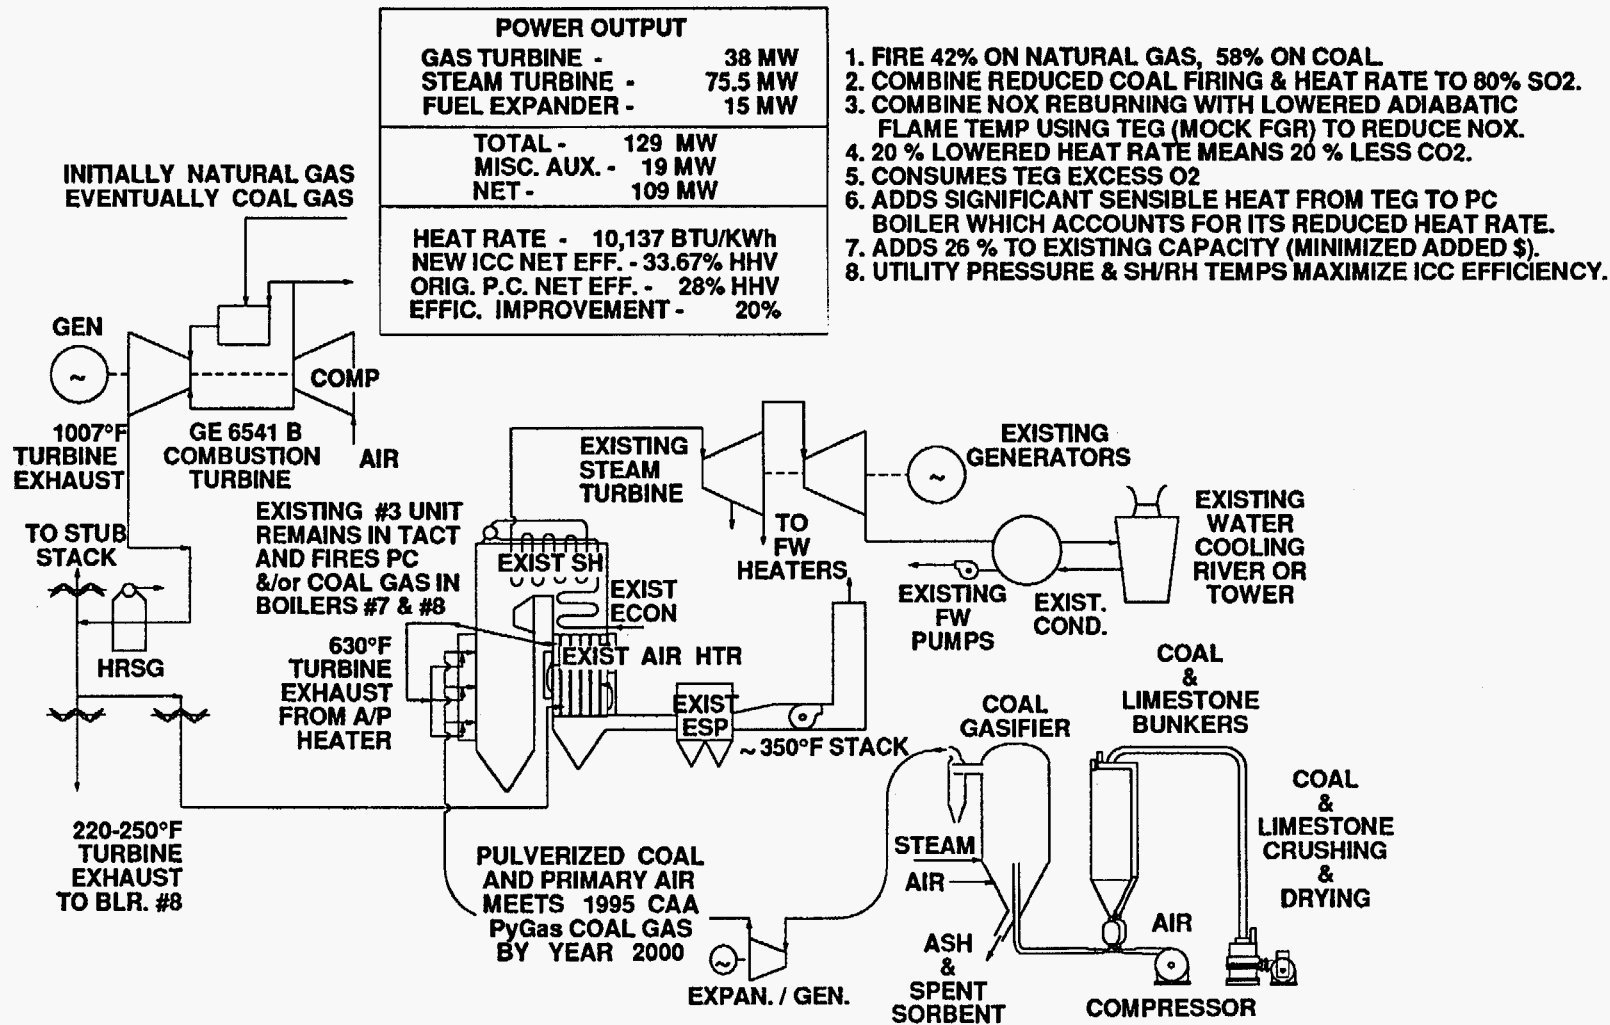 POWER OUTPUT
GAS TURBINE - 38 MW
STEAM TURBINE - 75.5 MW
FUEL EXPANDER - 15 MW
TOTAL - 129 MW
MISC. AUX. - 19 MW
NET - 109 MW
HEAT RATE - 10,137 BTU/KWh
NEW ICC NET EFF. - 33.67% HHV
ORIG. P.C. NET EFF. - 28% HHV
EFFIC. IMPROVEMENT - 20%
1. FIRE 42% ON NATURAL GAS, 58% ON COAL.
2. COMBINE REDUCED COAL FIRING & HEAT RATE TO 80% SO2.
3. COMBINE NOX REBURNING WITH LOWERED ADIABATIC
FLAME TEMP USING TEG (MOCK FGR) TO REDUCE NOX.
4. 20 % LOWERED HEAT RATE MEANS 20 % LESS CO2.
5. CONSUMES TEG EXCESS O2
6. ADDS SIGNIFICANT SENSIBLE HEAT FROM TEG TO PC
BOILER WHICH ACCOUNTS FOR ITS REDUCED HEAT RATE.
7. ADDS 26 % TO EXISTING CAPACITY (MINIMIZED ADDED $).
8. UTILITY PRESSURE & SH/RH TEMPS MAXIMIZE ICC EFFICIENCY.
INITIALLY NATURAL GAS
EVENTUALLY COAL GAS
GEN
~
COMP
1007°F
TURBINE
EXHAUST
GE 6541 B
COMBUSTION
TURBINE
AIR
TO STUB
STACK
HRSG
EXISTING #3 UNIT
REMAINS IN TACT
AND FIRES PC
&/or COAL GAS IN
BOILERS #7 & #8
630°F
TURBINE
EXHAUST
FROM A/P
HEATER
220-250°F
TURBINE
EXHAUST
TO BLR. #8
EXISTING
STEAM
TURBINE
EXIST SH
EXIST
ECON
EXIST AIR HTR
EXIST
ESP
~ 350°F STACK
TO
FW
HEATERS
EXISTING
GENERATORS
~
EXISTING
FW
PUMPS
EXIST.
COND.
EXISTING
WATER
COOLING
RIVER OR
TOWER
PULVERIZED COAL
AND PRIMARY AIR
MEETS 1995 CAA
PyGas COAL GAS
BY YEAR 2000
~
EXPAN. / GEN.
COAL
GASIFIER
STEAM
AIR
ASH
&
SPENT
SORBENT
COAL
&
LIMESTONE
BUNKERS
AIR
COMPRESSOR
COAL
&
LIMESTONE
CRUSHING
&
DRYING